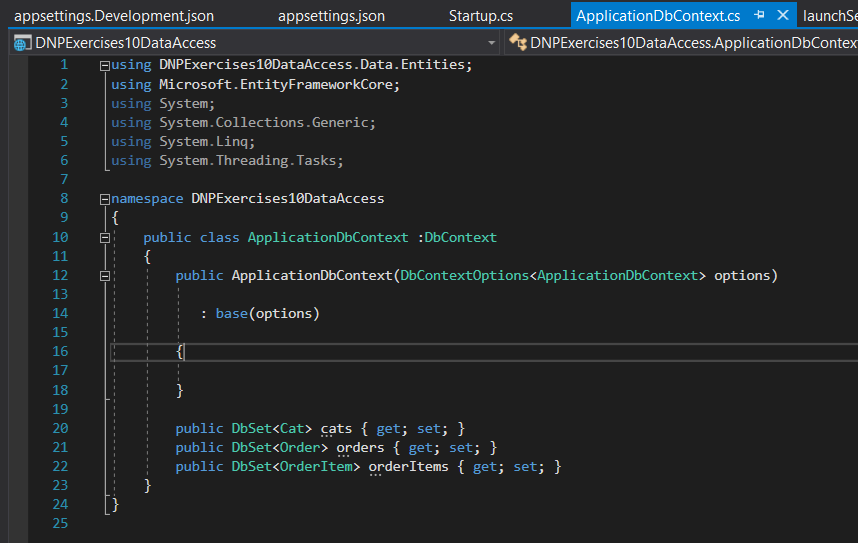 appsettings.Development.json appsettings.json Startup.cs ApplicationDbContext.cs launchSe
DNPExercises10DataAccess DNPExercises10DataAccess.ApplicationDbContex
1 using DNPExercises10DataAccess.Data.Entities;
2 using Microsoft.EntityFrameworkCore;
3 using System;
4 using System.Collections.Generic;
5 using System.Linq;
6 using System.Threading.Tasks;
7
8 namespace DNPExercises10DataAccess
9 {
10 public class ApplicationDbContext :DbContext
11 {
12 public ApplicationDbContext(DbContextOptions<ApplicationDbContext> options)
13
14 : base(options)
15
16 {
17
18 }
19
20 public DbSet<Cat> cats { get; set; }
21 public DbSet<Order> orders { get; set; }
22 public DbSet<OrderItem> orderItems { get; set; }
23 }
24 }
25